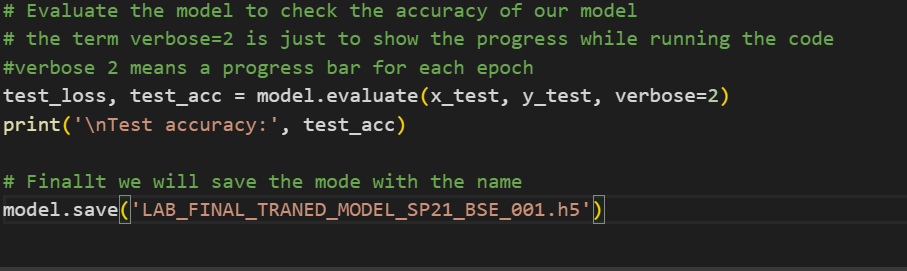 # Evaluate the model to check the accuracy of our model
# the term verbose=2 is just to show the progress while running the code
#verbose 2 means a progress bar for each epoch
test_loss, test_acc = model.evaluate(x_test, y_test, verbose=2)
print('\nTest accuracy:', test_acc)
# Finallt we will save the mode with the name
model.save('LAB_FINAL_TRANED_MODEL_SP21_BSE_001.h5')